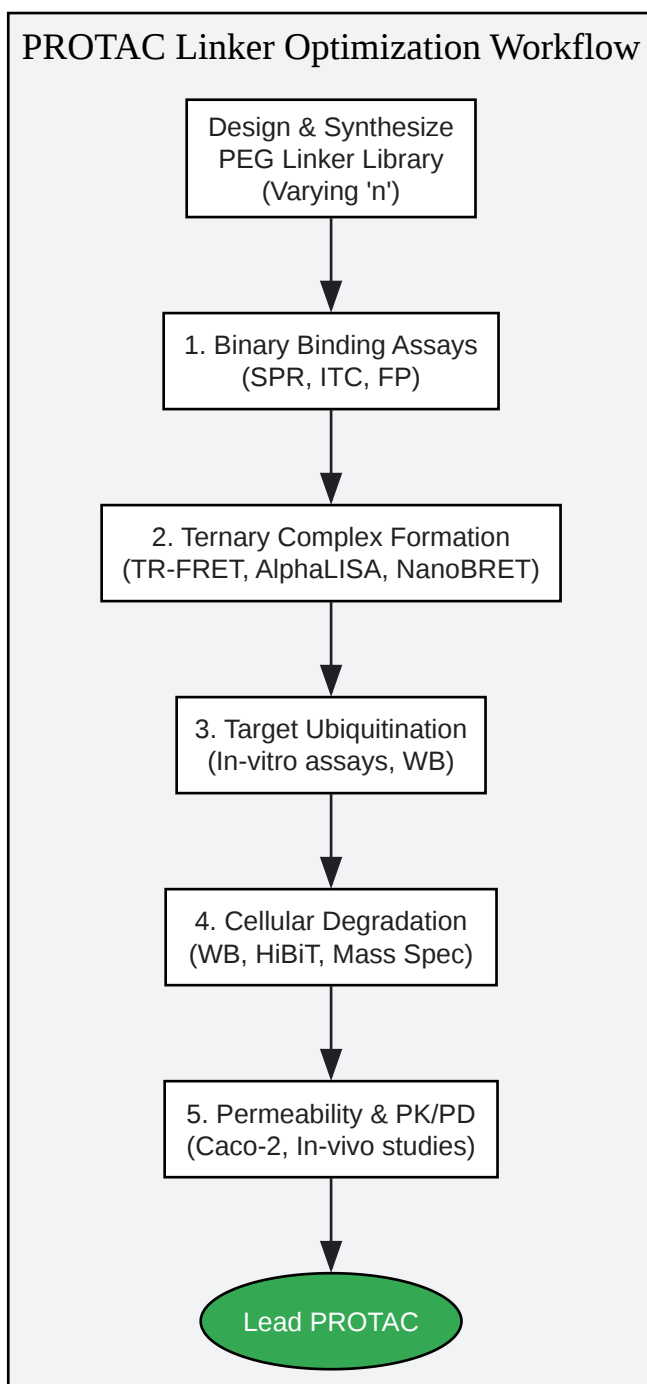 PROTAC Linker Optimization Workflow
Design & Synthesize
PEG Linker Library
(Varying 'n')
1. Binary Binding Assays
(SPR, ITC, FP)
2. Ternary Complex Formation
(TR-FRET, AlphaLISA, NanoBRET)
3. Target Ubiquitination
(In-vitro assays, WB)
4. Cellular Degradation
(WB, HiBiT, Mass Spec)
5. Permeability & PK/PD
(Caco-2, In-vivo studies)
Lead PROTAC